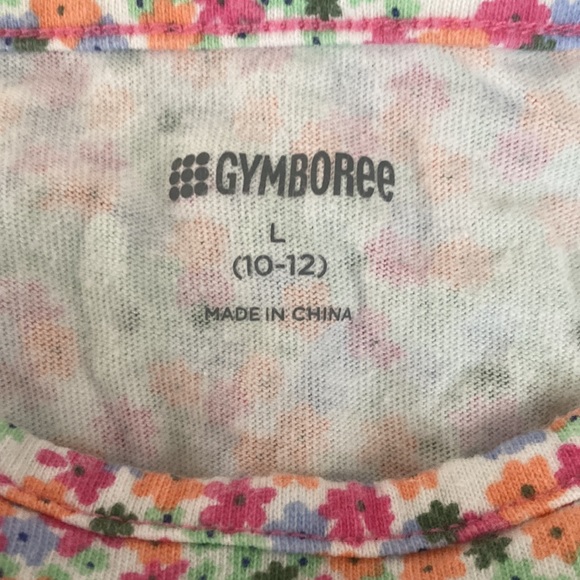 GYMBORee
L
(10-12)
MADE IN CHINA